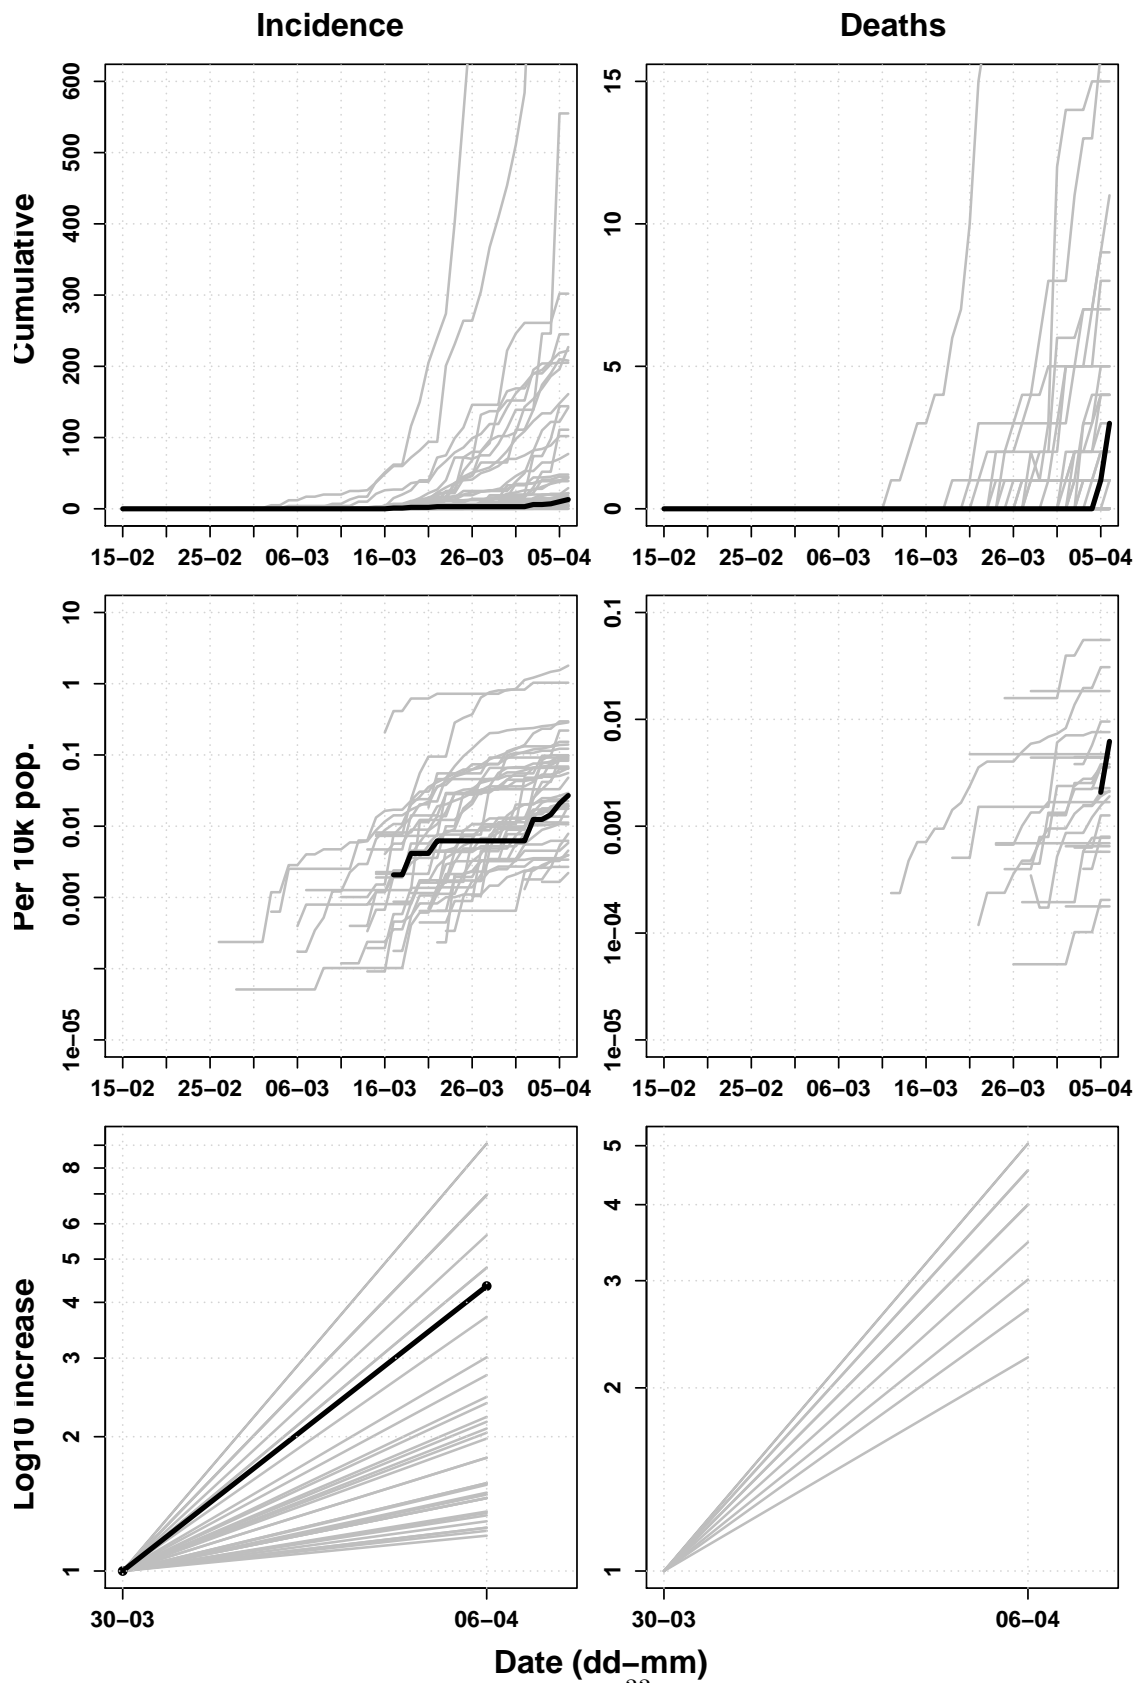 Incidence
Deaths
Cumulative
0 100 200 300 400 500 600
15−02 25−02 06−03 16−03 26−03 05−04
0 5 10 15
15−02 25−02 06−03 16−03 26−03 05−04
Per 10k pop.
1e−05 0.001 0.01 0.1 1 10
15−02 25−02 06−03 16−03 26−03 05−04
1e−05 1e−04 0.001 0.01 0.1
15−02 25−02 06−03 16−03 26−03 05−04
Log10 increase
1 2 3 4 5 6 8
30−03 06−04
1 2 3 4 5
30−03 06−04
Date (dd−mm)